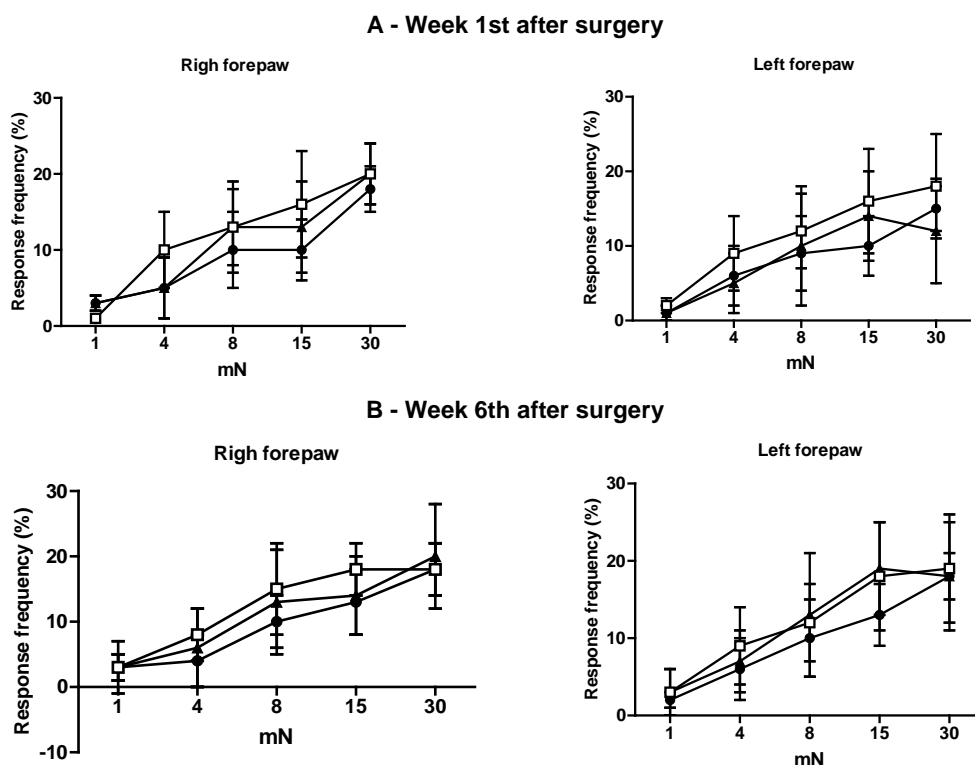 A - Week 1st after surgery
Righ forepaw
Response frequency (%)
30
20
10
0
1 4 8 15 30
mN
Left forepaw
Response frequency (%)
30
20
10
0
1 4 8 15 30
mN
B - Week 6th after surgery
Righ forepaw
Response frequency (%)
30
20
10
0
-10
1 4 8 15 30
mN
Left forepaw
Response frequency (%)
30
20
10
0
1 4 8 15 30
mN